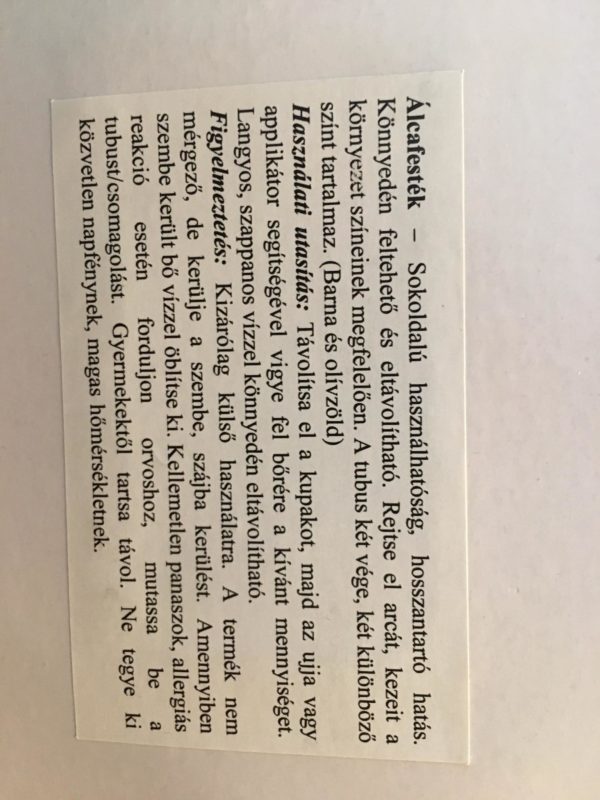 Álcafesték – Sokoldalú használhatóság, hosszantartó hatás.
Könnyedén feltehető és eltávolítható. Rejtse el arcát, kezeit a
környezet színeinek megfelelően. A tubus két vége, két különböző
színt tartalmaz. (Barna és olívzöld)
Használati utasítás: Távolítsa el a kupakot, majd az ujja vagy
applikátor segítségével vigye fel bőrére a kívánt mennyiséget.
Langyos, szappanos vízzel könnyedén eltávolítható.
Figyelmeztetés: Kizárólag külső használatra. A termék nem
mérgező, de kerülje a szembe, szájba kerülést. Amennyiben
szembe került bő vízzel öblítse ki. Kellemetlen panaszok, allergiás
reakció esetén forduljon orvoshoz, mutassa be a
tubust/csomagolást. Gyermekektől tartsa távol. Ne tegye ki
közvetlen napfénynek, magas hőmérsékletnek.